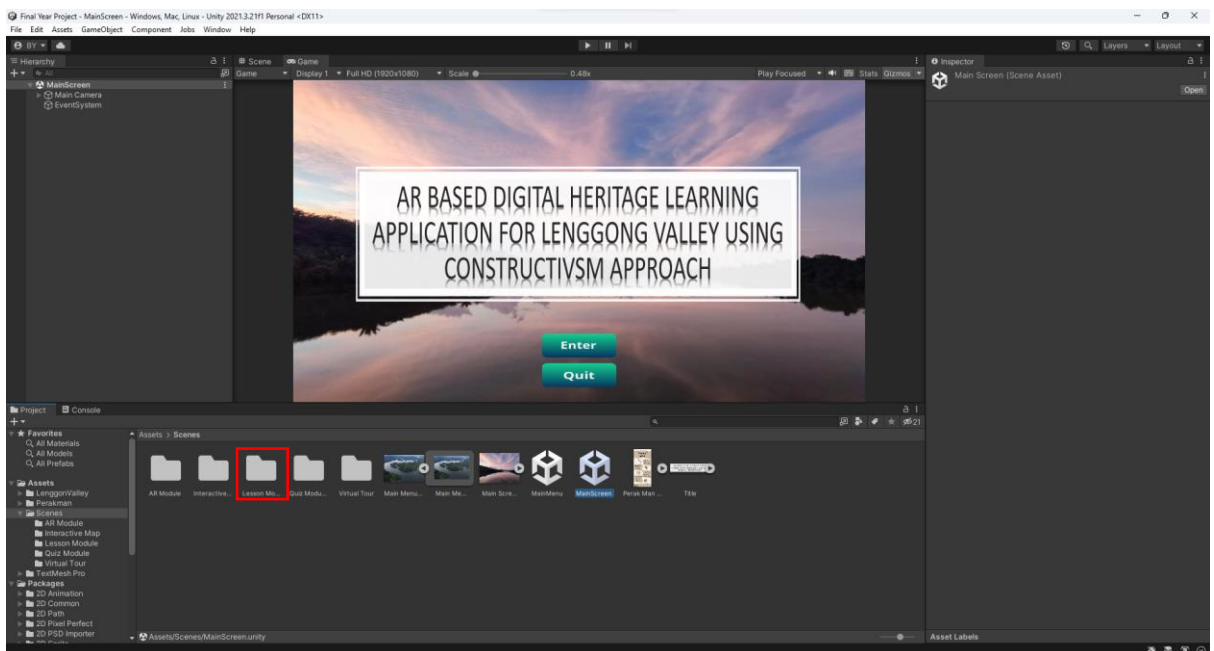 Final Year Project - MainScreen - Windows, Mac, Linux - Unity 2021.3.21f1 Personal <DX11>
File Edit Assets GameObject Component Jobs Window Help
BY
Layers Layout
Hierarchy
Scene Game
Inspector
All
Game Display 1 Full HD (1920x1080) Scale 0.48x Play Focused Stats Gizmos
MainScreen
Main Camera
EventSystem
Main Screen (Scene Asset)
Open
AR BASED DIGITAL HERITAGE LEARNING
APPLICATION FOR LENGGONG VALLEY USING
CONSTRUCTIVSM APPROACH
Enter
Quit
Project Console
21
Favorites
All Materials
All Models
All Prefabs
Assets
LenggonValley
Perakman
Scenes
AR Module
Interactive Map
Lesson Module
Quiz Module
Virtual Tour
TextMesh Pro
Packages
2D Animation
2D Common
2D Path
2D Pixel Perfect
2D PSD Importer
Assets > Scenes
AR Module Interactive... Lesson Mo... Quiz Modu... Virtual Tour Main Menu... Main Me... Main Scre... MainMenu MainScreen Perak Man ... Title
Assets/Scenes/MainScreen.unity
Asset Labels